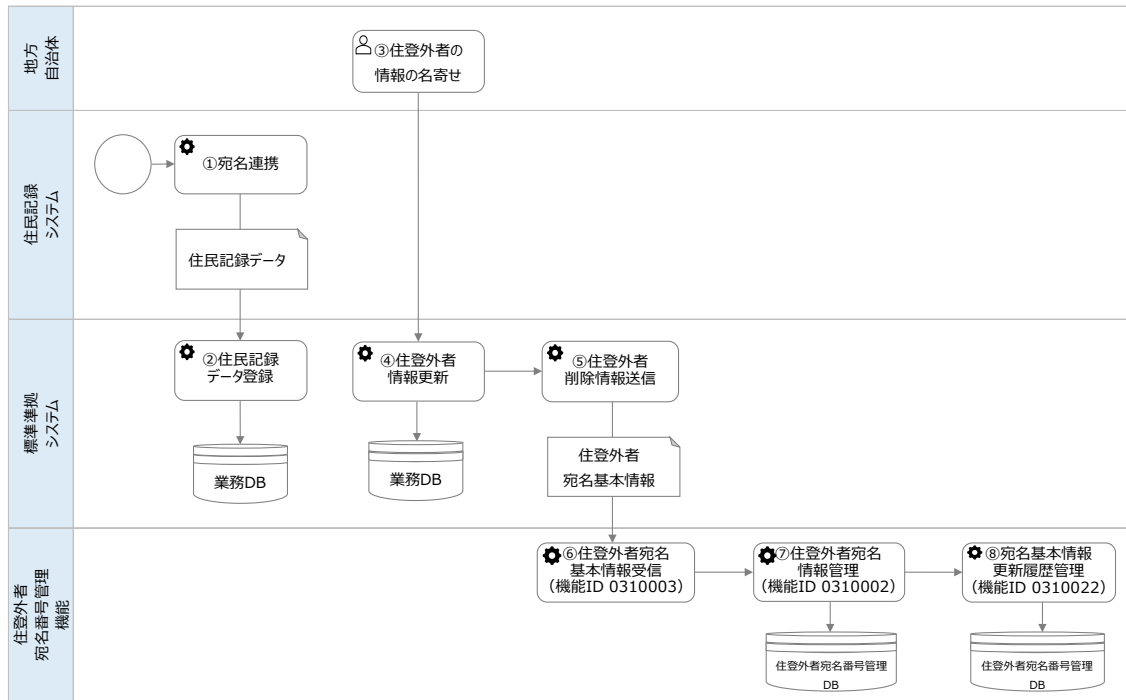 地方
自治体
③住登外者の
情報の名寄せ
住民記録
システム
①宛名連携
住民記録データ
標準準拠
システム
②住民記録
データ登録
業務DB
④住登外者
情報更新
業務DB
⑤住登外者
削除情報送信
住登外者
宛名基本情報
住登外者
宛名番号管理
機能
⑥住登外者宛名
基本情報受信
（機能ID 0310003）
⑦住登外者宛名
情報管理
（機能ID 0310002）
⑧宛名基本情報
更新履歴管理
（機能ID 0310022）
住登外者宛名番号管理
DB
住登外者宛名番号管理
DB